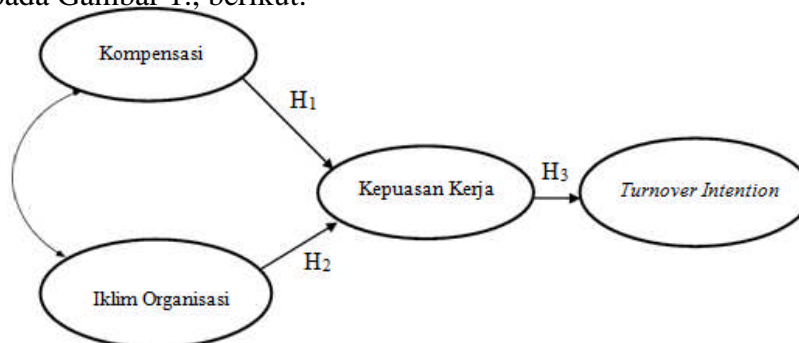 pada Gambar 1., berikut:
Kompensasi
H1
Kepuasan Kerja
H3
Turnover Intention
H2
Iklim Organisasi